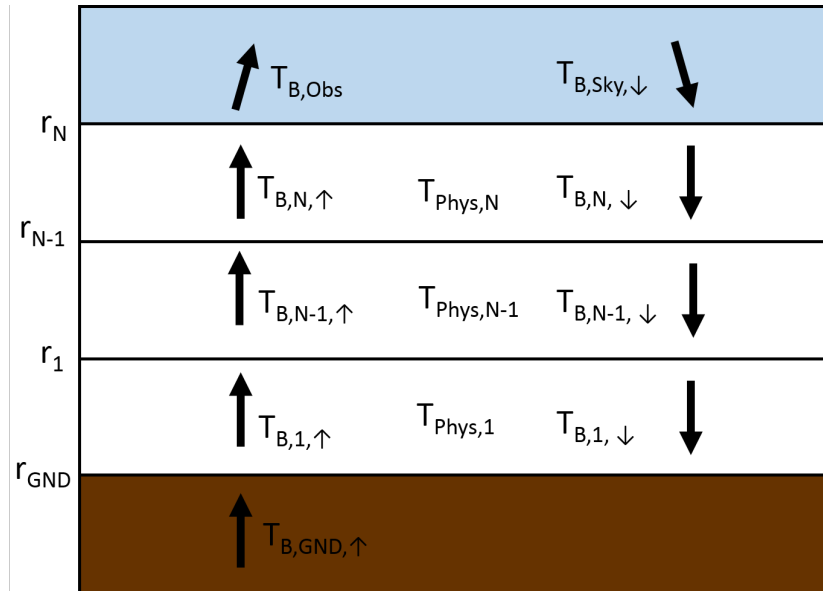 T_B,Obs T_B,Sky,↓
r_N
T_B,N,↑ T_Phys,N T_B,N, ↓
r_N-1
T_B,N-1,↑ T_Phys,N-1 T_B,N-1, ↓
r_1
T_B,1,↑ T_Phys,1 T_B,1, ↓
r_GND
T_B,GND,↑